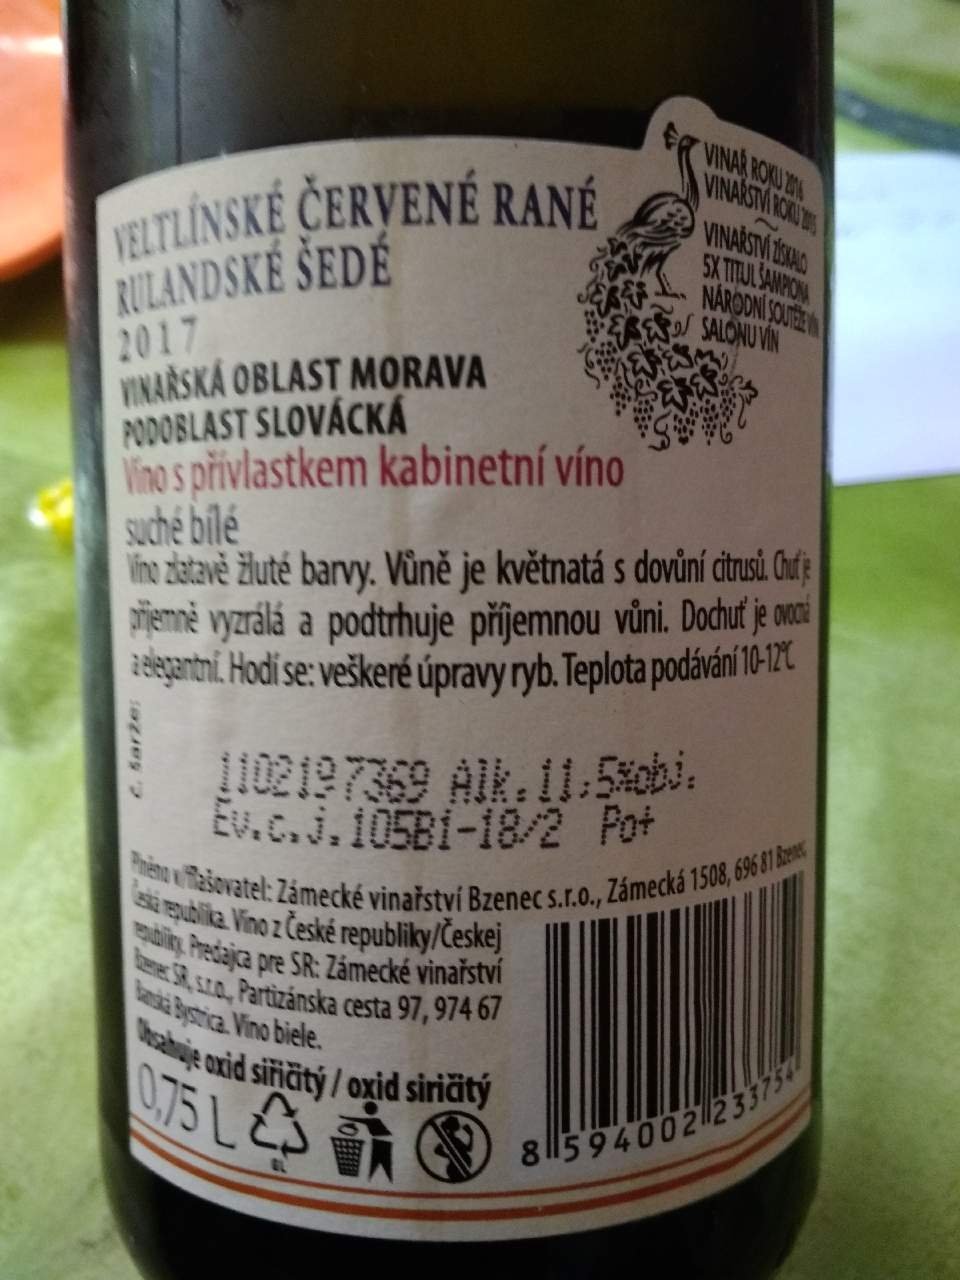 VELTLÍNSKÉ ČERVENÉ RANÉ
RULANDSKÉ ŠEDÉ
2017
VINAŘSKÁ OBLAST MORAVA
PODOBLAST SLOVÁCKÁ
Víno s přívlastkem kabinetní víno
suché bílé
VINAŘ ROKU 2016
VINAŘSTVÍ ROKU 2015
VINAŘSTVÍ ZÍSKALO
5X TITUL ŠAMPIONA
NÁRODNÍ SOUTĚŽE VÍN
SALONU VÍN
Víno zlatavě žluté barvy. Vůně je květnatá s dovůní citrusů. Chuť je
příjemně vyzrálá a podtrhuje příjemnou vůni. Dochuť je ovocná
a elegantní. Hodí se: veškeré úpravy ryb. Teplota podávání 10-12°C
č. šarže:
1102197369 Alk.11,5%obj.
Ev.č.j.105B1-18/2 Pot
Plněno v/Fľašovatel: Zámecké vinařství Bzenec s.r.o., Zámecká 1508, 696 81 Bzenec,
Česká republika. Víno z České republiky/Českej
republiky. Predajca pre SR: Zámecké vinařství
Bzenec SR, s.r.o., Partizánska cesta 97, 974 67
Banská Bystrica. Víno biele.
Obsahuje oxid siřičitý / oxid siričitý
0,75 L
GL
8 594002 233754